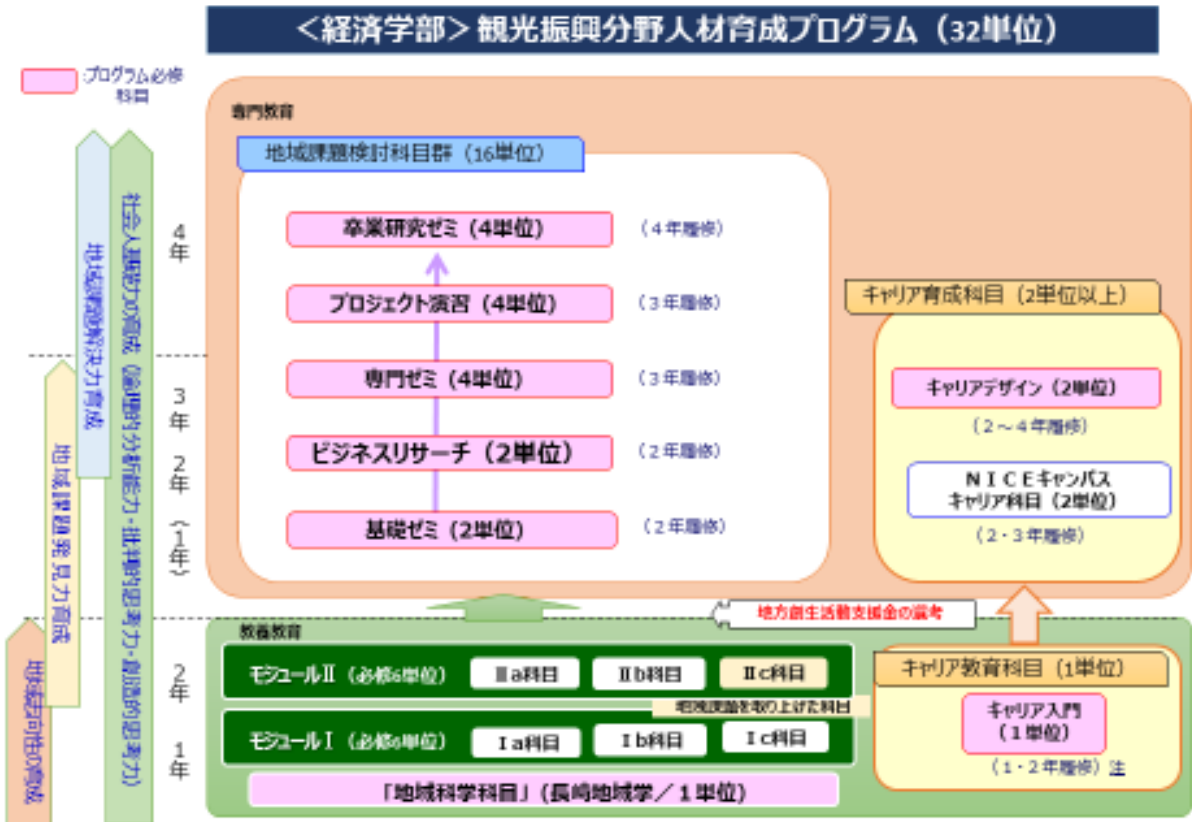 ＜経済学部＞観光振興分野人材育成プログラム（32単位）
プログラム必修
科目
専門教育
地域課題検討科目群（16単位）
卒業研究ゼミ（4単位）
（４年履修）
プロジェクト演習（4単位）
（３年履修）
専門ゼミ（4単位）
（３年履修）
ビジネスリサーチ（2単位）
（２年履修）
基礎ゼミ（2単位）
（２年履修）
キャリア育成科目（2単位以上）
キャリアデザイン（2単位）
（２～４年履修）
ＮＩＣＥキャンパス
キャリア科目（2単位）
（２・３年履修）
地方創生活動支援金の選考
教養教育
モジュールⅡ（必修6単位）
Ⅱa科目
Ⅱb科目
Ⅱc科目
地域課題を取り上げた科目
モジュールⅠ（必修6単位）
Ⅰa科目
Ⅰb科目
Ⅰc科目
「地域科学科目」（長崎地域学／１単位）
キャリア教育科目（1単位）
キャリア入門
（１単位）
（１・２年履修）注
4年
3年
2年
（1年）
2年
1年
社会人基礎力の育成（論理的分析能力・批判的思考力・創造的思考力）
地域課題解決力育成
地域課題発見力育成
地域志向性の育成